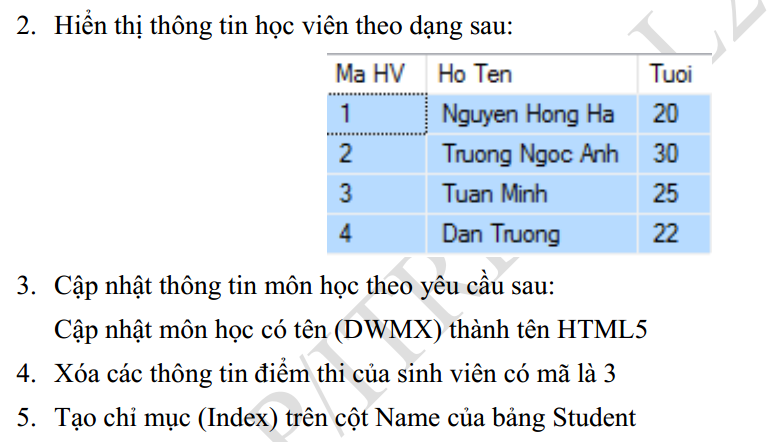 2. Hiển thị thông tin học viên theo dạng sau:
Ma HV Ho Ten Tuoi
1 Nguyen Hong Ha 20
2 Truong Ngoc Anh 30
3 Tuan Minh 25
4 Dan Truong 22
3. Cập nhật thông tin môn học theo yêu cầu sau:
Cập nhật môn học có tên (DWMX) thành tên HTML5
4. Xóa các thông tin điểm thi của sinh viên có mã là 3
5. Tạo chỉ mục (Index) trên cột Name của bảng Student